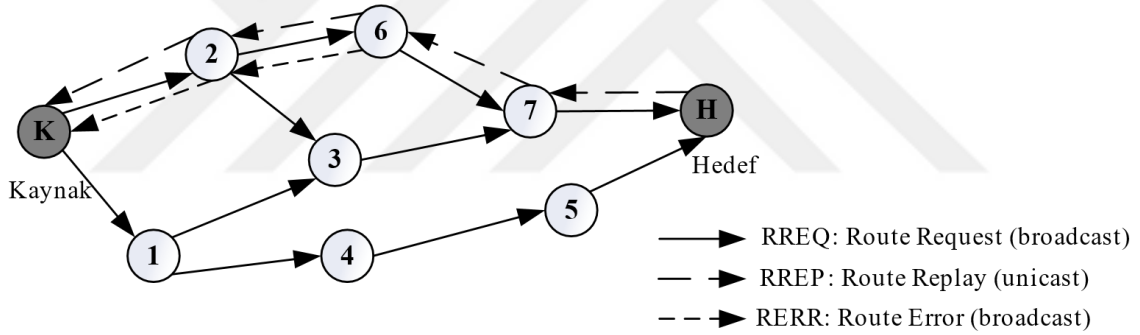 6
2
7
H
K
3
Hedef
Kaynak
5
1
4
RREQ: Route Request (broadcast)
RREP: Route Replay (unicast)
RERR: Route Error (broadcast)